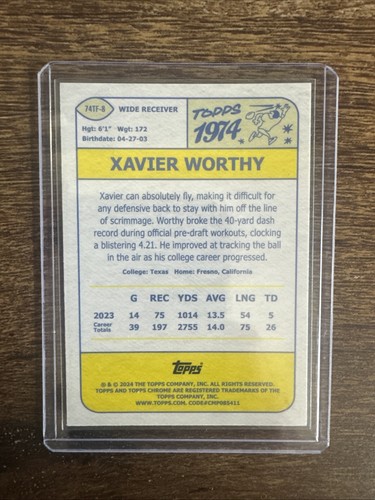 74TF-8
WIDE RECEIVER
TOPPS
1974
Hgt: 6'1" Wgt: 172
Birthdate: 04-27-03
XAVIER WORTHY
Xavier can absolutely fly, making it difficult for
any defensive back to stay with him off the line
of scrimmage. Worthy broke the 40-yard dash
record during official pre-draft workouts, clocking
a blistering 4.21. He improved at tracking the ball
in the air as his college career progressed.
College: Texas Home: Fresno, California
G REC YDS AVG LNG TD
2023 14 75 1014 13.5 54 5
Career
Totals 39 197 2755 14.0 75 26
Topps
® & © 2024 THE TOPPS COMPANY, INC. ALL RIGHTS RESERVED.
TOPPS AND TOPPS CHROME ARE REGISTERED TRADEMARKS OF THE
TOPPS COMPANY, INC.
WWW.TOPPS.COM. CODE#CMP085411